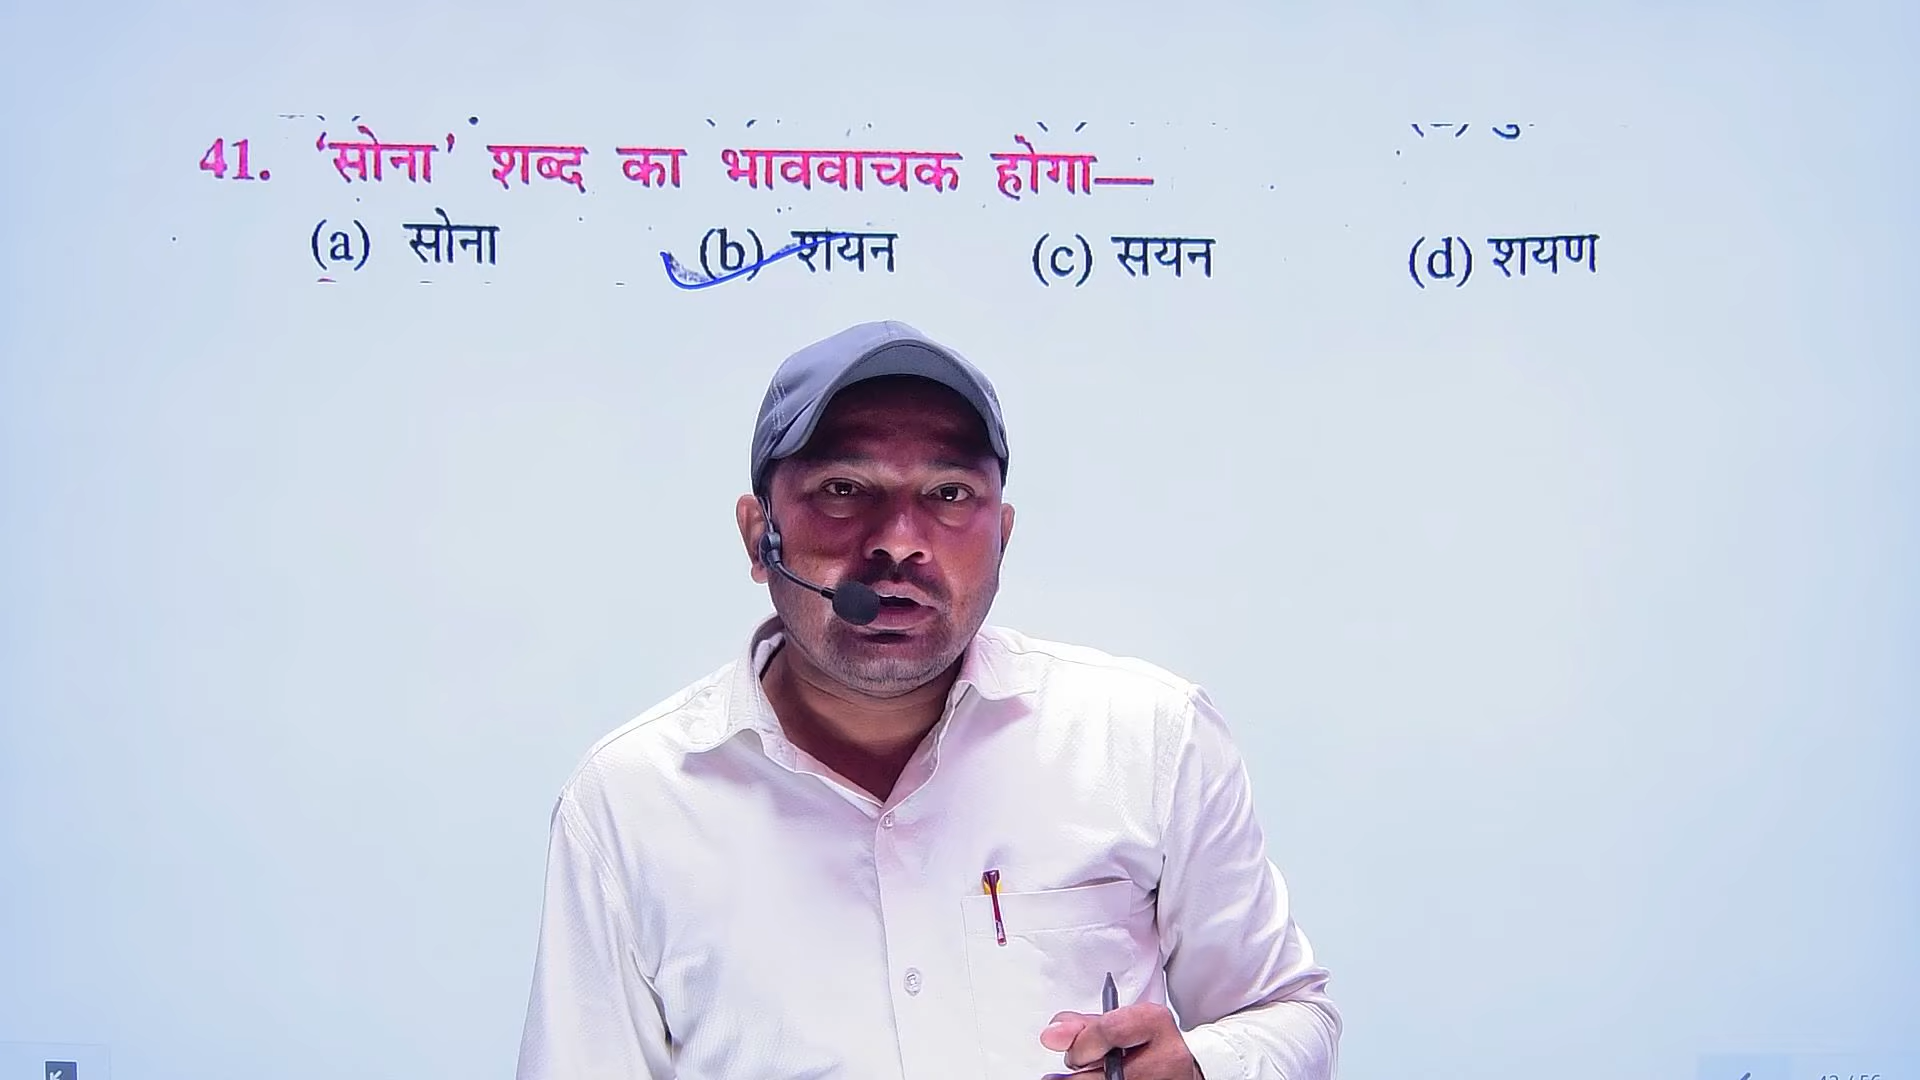 41. ‘सोना’ शब्द का भाववाचक होगा—
(a) सोना (b) शयन (c) सयन (d) शयण